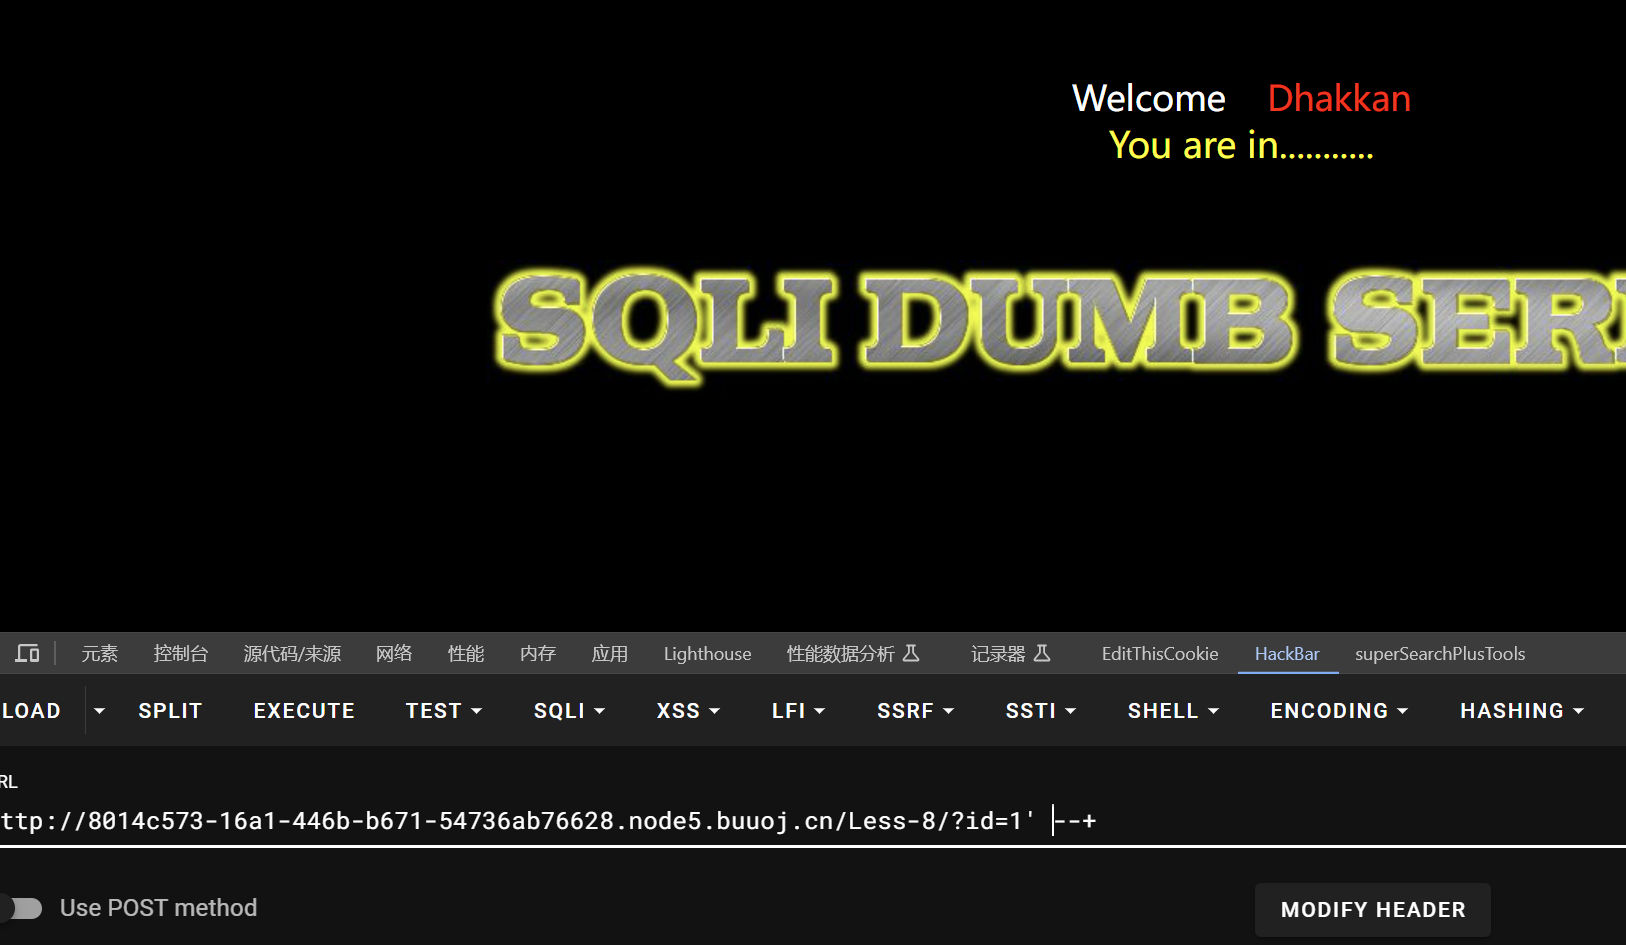 Welcome Dhakkan
You are in...........
SQLI DUMB SERI
元素 控制台 源代码/来源 网络 性能 内存 应用 Lighthouse 性能数据分析 记录器 EditThisCookie HackBar superSearchPlusTools
LOAD SPLIT EXECUTE TEST SQLI XSS LFI SSRF SSTI SHELL ENCODING HASHING
RL
ttp://8014c573-16a1-446b-b671-54736ab76628.node5.buuoj.cn/Less-8/?id=1' --+
Use POST method
MODIFY HEADER